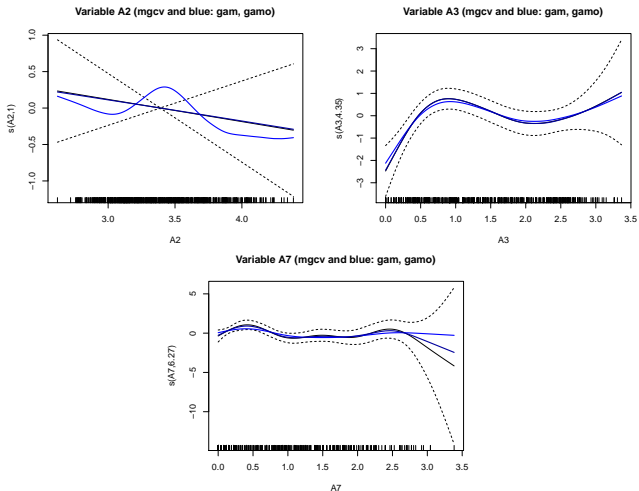 Variable A2 (mgcv and blue: gam, gamo)
s(A2,1)
1.0
0.5
0.0
−0.5
−1.0
3.0 3.5 4.0
A2
Variable A3 (mgcv and blue: gam, gamo)
s(A3,4.35)
3
2
1
0
−1
−2
−3
0.0 0.5 1.0 1.5 2.0 2.5 3.0 3.5
A3
Variable A7 (mgcv and blue: gam, gamo)
s(A7,6.27)
5
0
−5
−10
0.0 0.5 1.0 1.5 2.0 2.5 3.0 3.5
A7